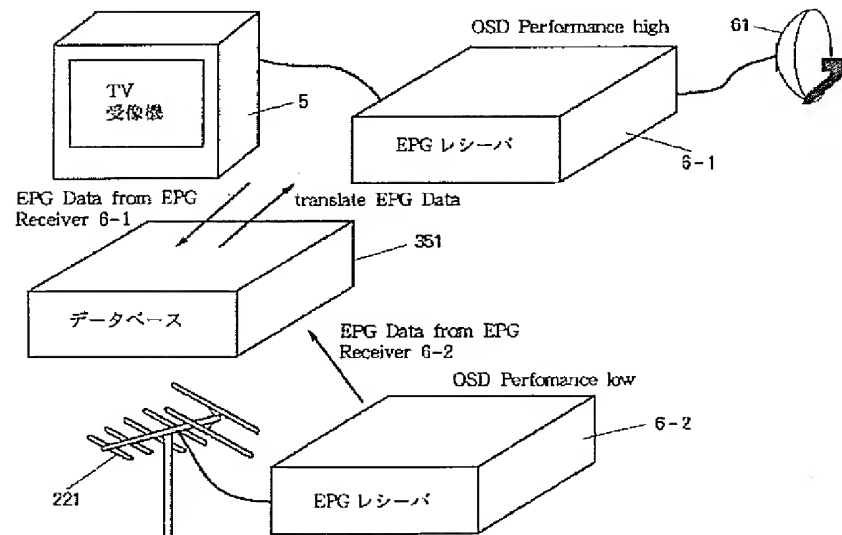 OSD Performance high
61
TV
受像機
5
EPG レシーバ
6-1
EPG Data from EPG
Receiver 6-1
translate EPG Data
351
データベース
EPG Data from EPG
Receiver 6-2
OSD Perfomance low
6-2
221
EPG レシーバ